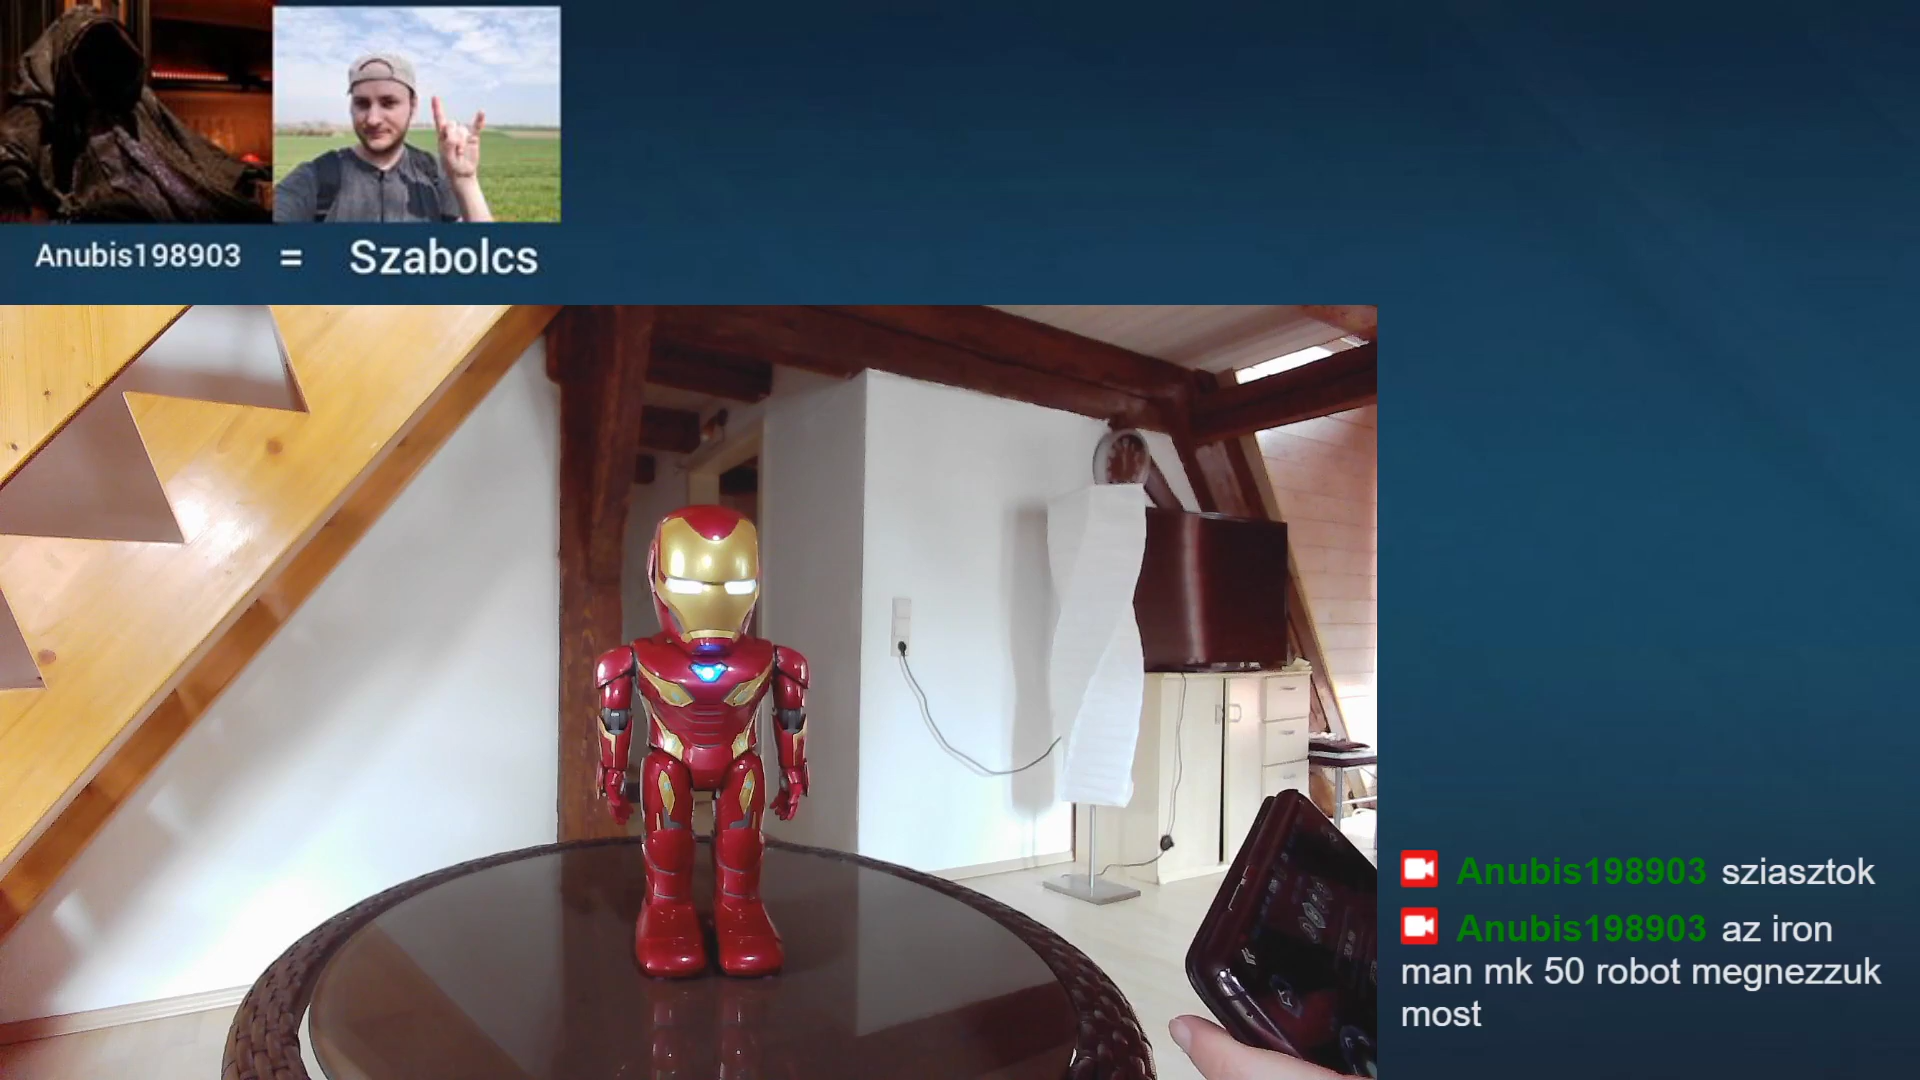 Anubis198903 = Szabolcs
Anubis198903 sziasztok
Anubis198903 az iron
man mk 50 robot megnezzuk
most